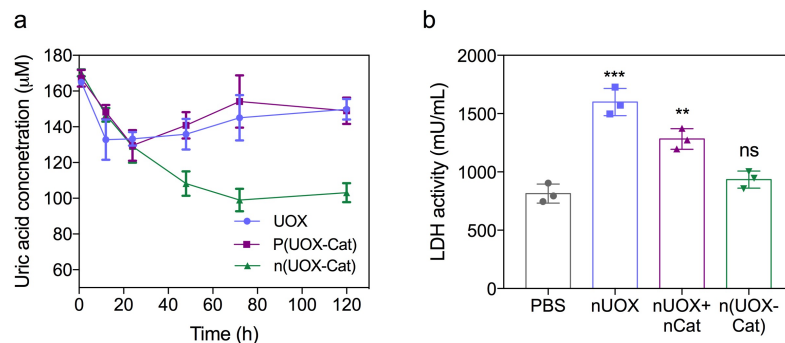 a
Uric acid concnetration (μM)
180
160
140
120
100
80
60
UOX
P(UOX-Cat)
n(UOX-Cat)
0 20 40 60 80 100 120
Time (h)
b
LDH activity (mU/mL)
2000
1500
1000
500
0
***
**
ns
PBS nUOX nUOX+ n(UOX-
nCat Cat)